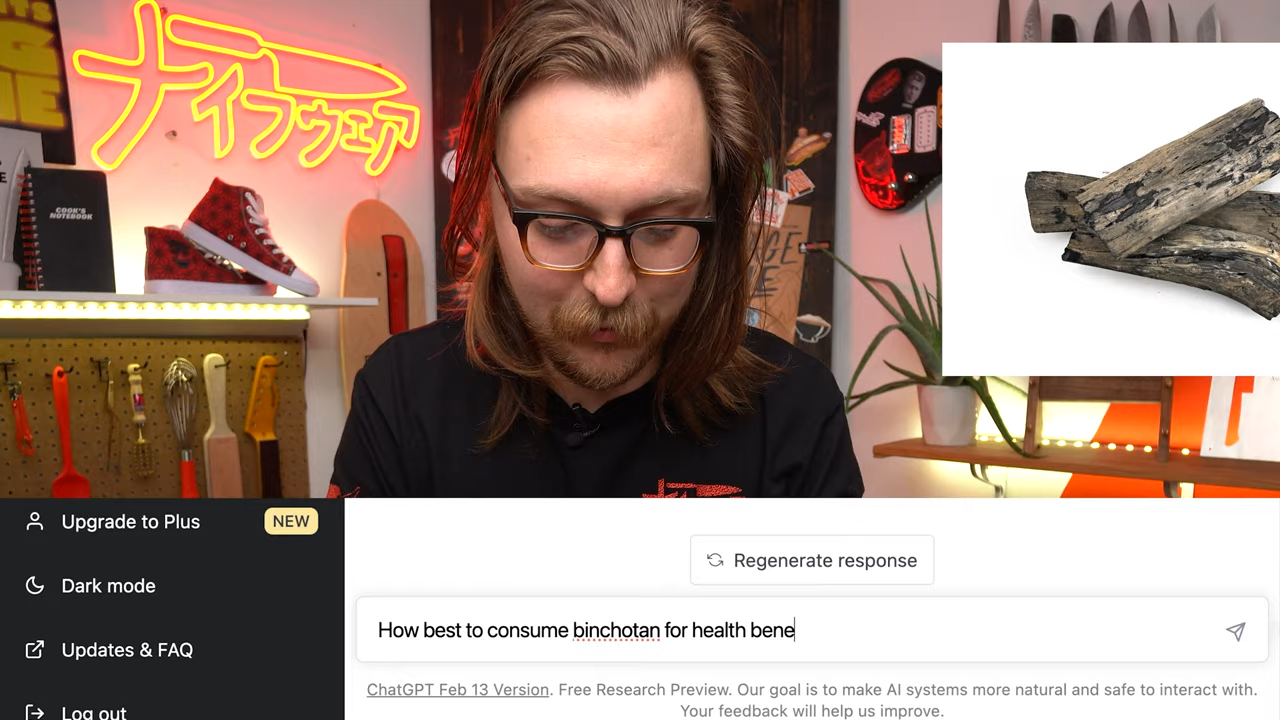 ナイフウェア
COOK'S
NOTEBOOK
Upgrade to Plus
NEW
Dark mode
Updates & FAQ
Log out
Regenerate response
How best to consume binchotan for health bene
ChatGPT Feb 13 Version. Free Research Preview. Our goal is to make AI systems more natural and safe to interact with.
Your feedback will help us improve.